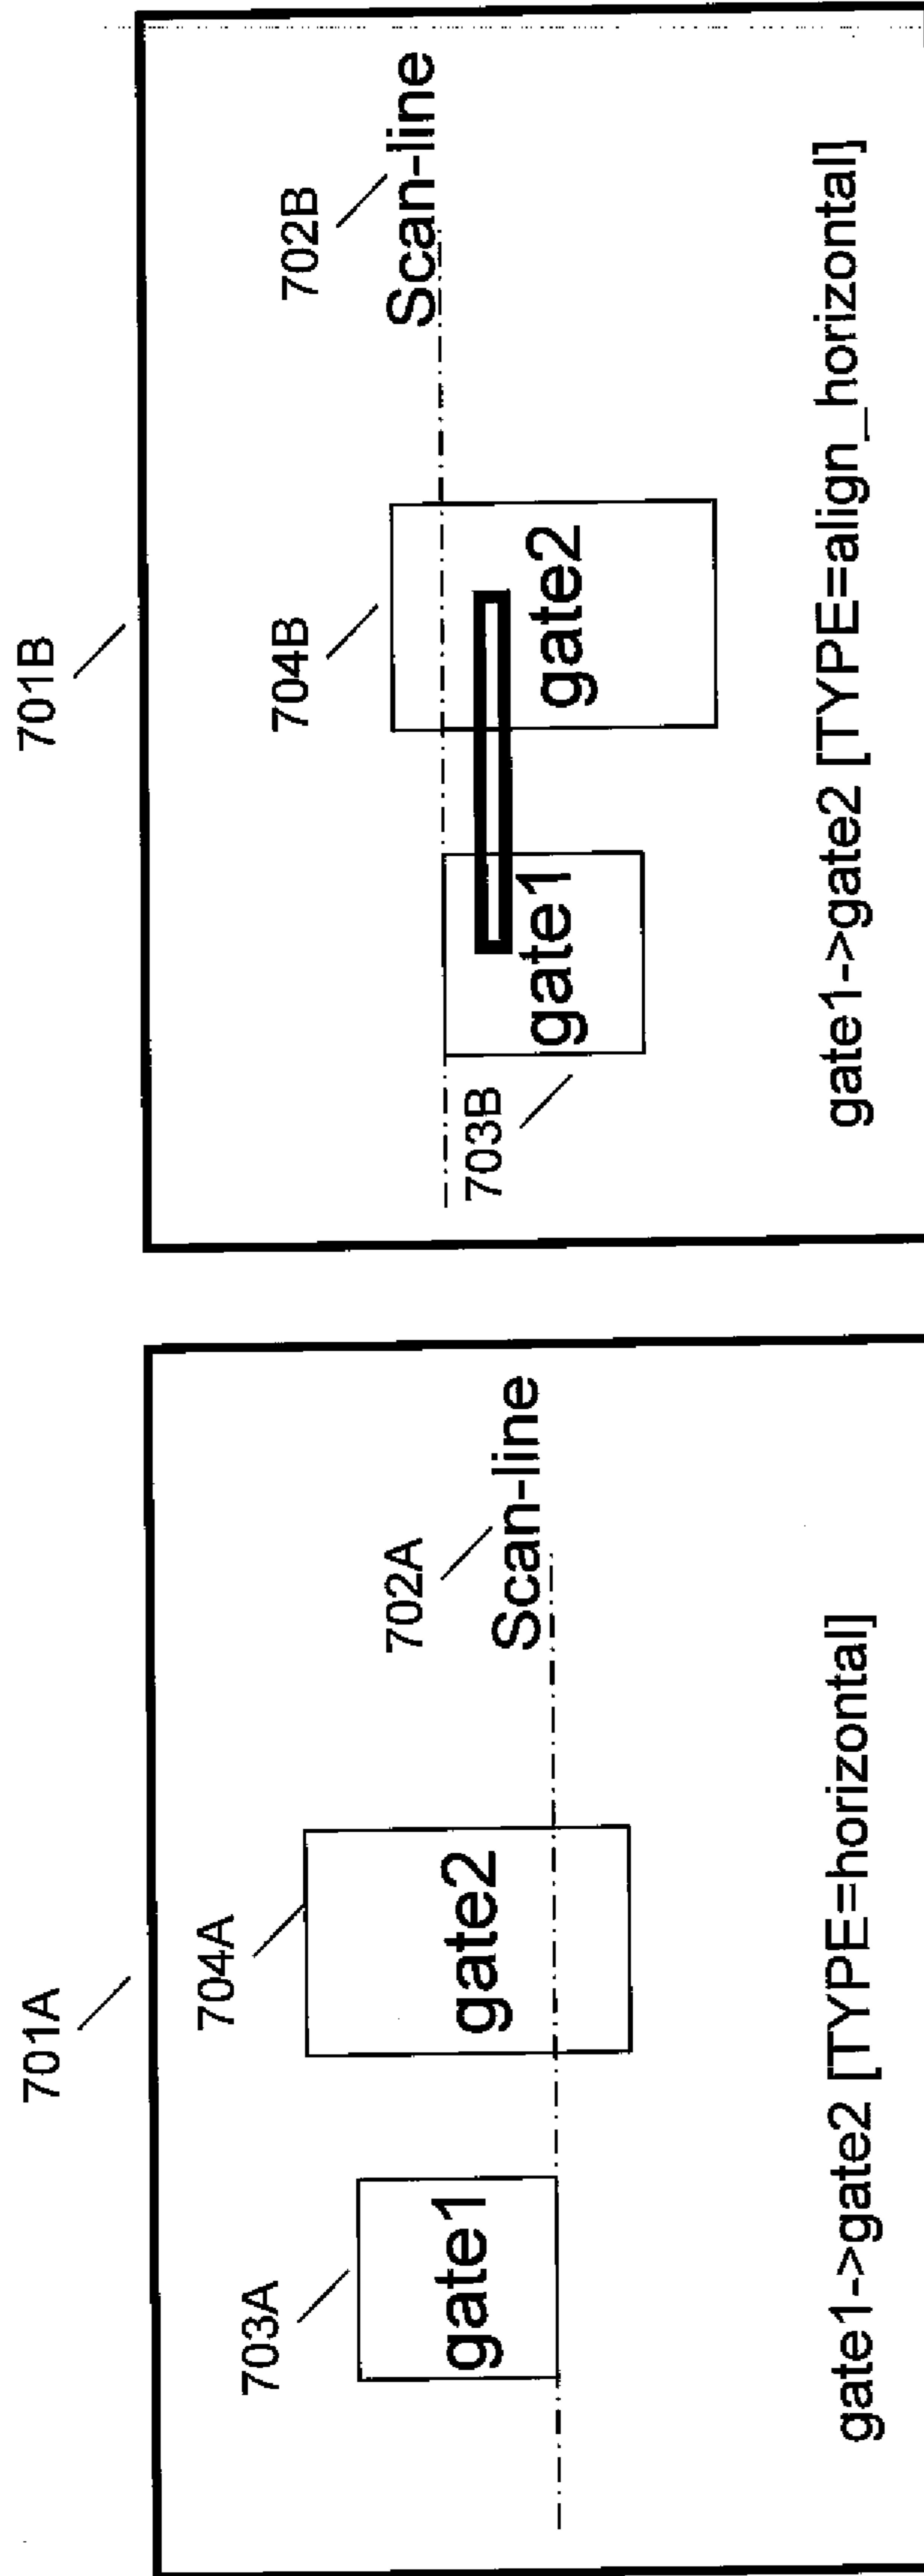 701A
704A
703A
702A
Scan-line
gate1
gate2
gate1->gate2 [TYPE=horizontal]
701B
704B
702B
Scan-line
703B
gate1
gate2
gate1->gate2 [TYPE=align_horizontal]